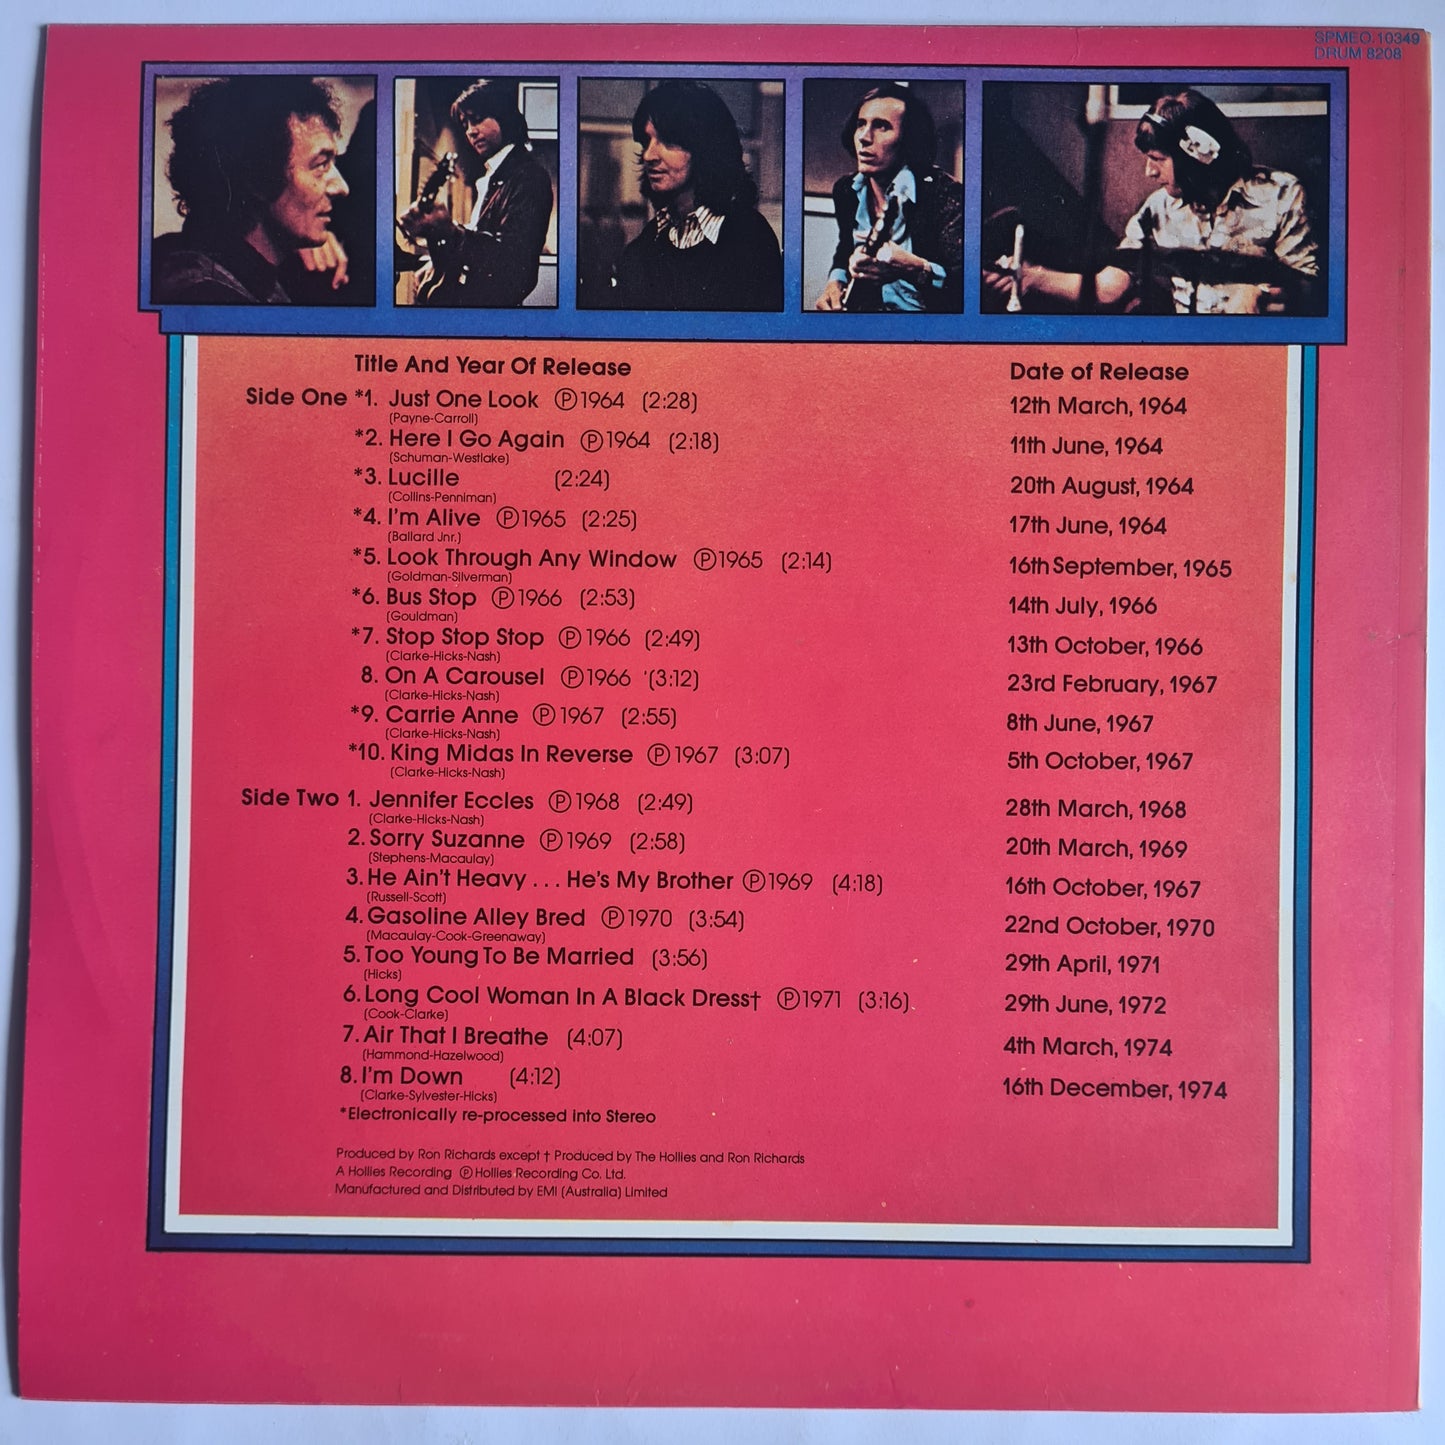 SPMEO.10349
DRUM 8208
Title And Year Of Release Date of Release
Side One *1. Just One Look Ⓟ1964 (2:28) 12th March, 1964
(Payne-Carroll)
*2. Here I Go Again Ⓟ1964 (2:18) 11th June, 1964
(Schuman-Westlake)
*3. Lucille (2:24) 20th August, 1964
(Collins-Penniman)
*4. I'm Alive Ⓟ1965 (2:25) 17th June, 1964
(Ballard Jnr.)
*5. Look Through Any Window Ⓟ1965 (2:14) 16th September, 1965
(Goldman-Silverman)
*6. Bus Stop Ⓟ1966 (2:53) 14th July, 1966
(Gouldman)
*7. Stop Stop Stop Ⓟ1966 (2:49) 13th October, 1966
(Clarke-Hicks-Nash)
8. On A Carousel Ⓟ1966 (3:12) 23rd February, 1967
(Clarke-Hicks-Nash)
*9. Carrie Anne Ⓟ1967 (2:55) 8th June, 1967
(Clarke-Hicks-Nash)
*10. King Midas In Reverse Ⓟ1967 (3:07) 5th October, 1967
(Clarke-Hicks-Nash)
Side Two 1. Jennifer Eccles Ⓟ1968 (2:49) 28th March, 1968
(Clarke-Hicks-Nash)
2. Sorry Suzanne Ⓟ1969 (2:58) 20th March, 1969
(Stephens-Macaulay)
3. He Ain't Heavy . . . He's My Brother Ⓟ1969 (4:18) 16th October, 1967
(Russell-Scott)
4. Gasoline Alley Bred Ⓟ1970 (3:54) 22nd October, 1970
(Macaulay-Cook-Greenaway)
5. Too Young To Be Married (3:56) 29th April, 1971
(Hicks)
6. Long Cool Woman In A Black Dress† Ⓟ1971 (3:16) 29th June, 1972
(Cook-Clarke)
7. Air That I Breathe (4:07) 4th March, 1974
(Hammond-Hazelwood)
8. I'm Down (4:12) 16th December, 1974
(Clarke-Sylvester-Hicks)
*Electronically re-processed into Stereo
Produced by Ron Richards except † Produced by The Hollies and Ron Richards
A Hollies Recording Ⓟ Hollies Recording Co. Ltd.
Manufactured and Distributed by EMI (Australia) Limited